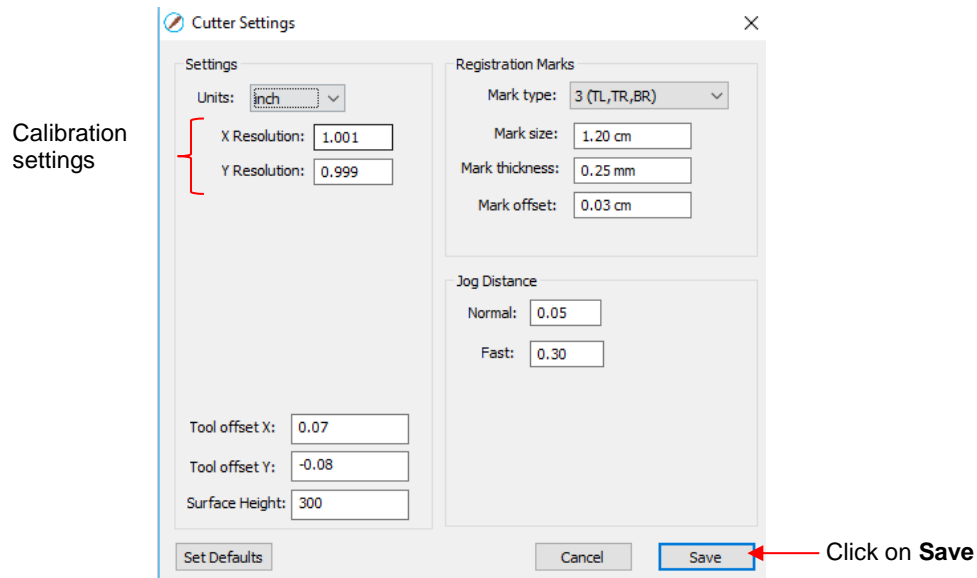 Cutter Settings
Settings
Units: inch
Calibration
settings
X Resolution: 1.001
Y Resolution: 0.999
Tool offset X: 0.07
Tool offset Y: -0.08
Surface Height: 300
Registration Marks
Mark type: 3 (TL,TR,BR)
Mark size: 1.20 cm
Mark thickness: 0.25 mm
Mark offset: 0.03 cm
Jog Distance
Normal: 0.05
Fast: 0.30
Set Defaults
Cancel
Save
Click on Save